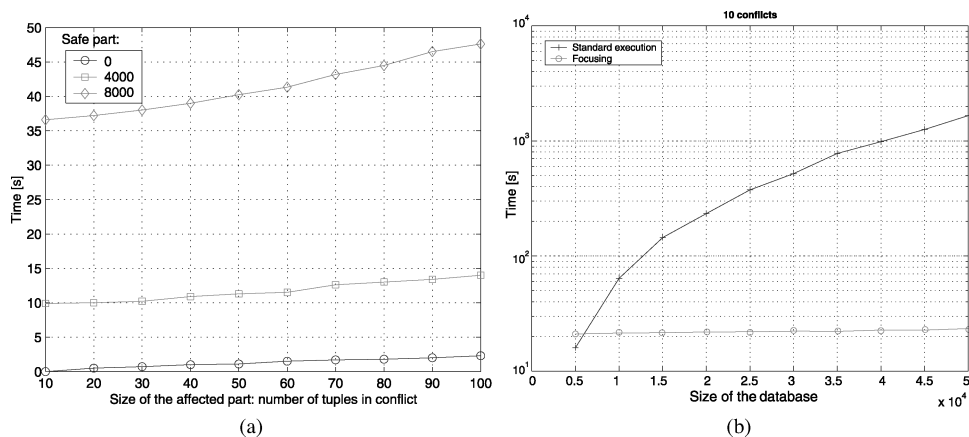 50
45
40
35
30
25
20
15
10
5
0
Time [s]
Safe part:
0
4000
8000
10 20 30 40 50 60 70 80 90 100
Size of the affected part: number of tuples in conflict
(a)
10 conflicts
10^4
10^3
10^2
10^1
Time [s]
Standard execution
Focusing
0 0.5 1 1.5 2 2.5 3 3.5 4 4.5 5
x 10^4
Size of the database
(b)